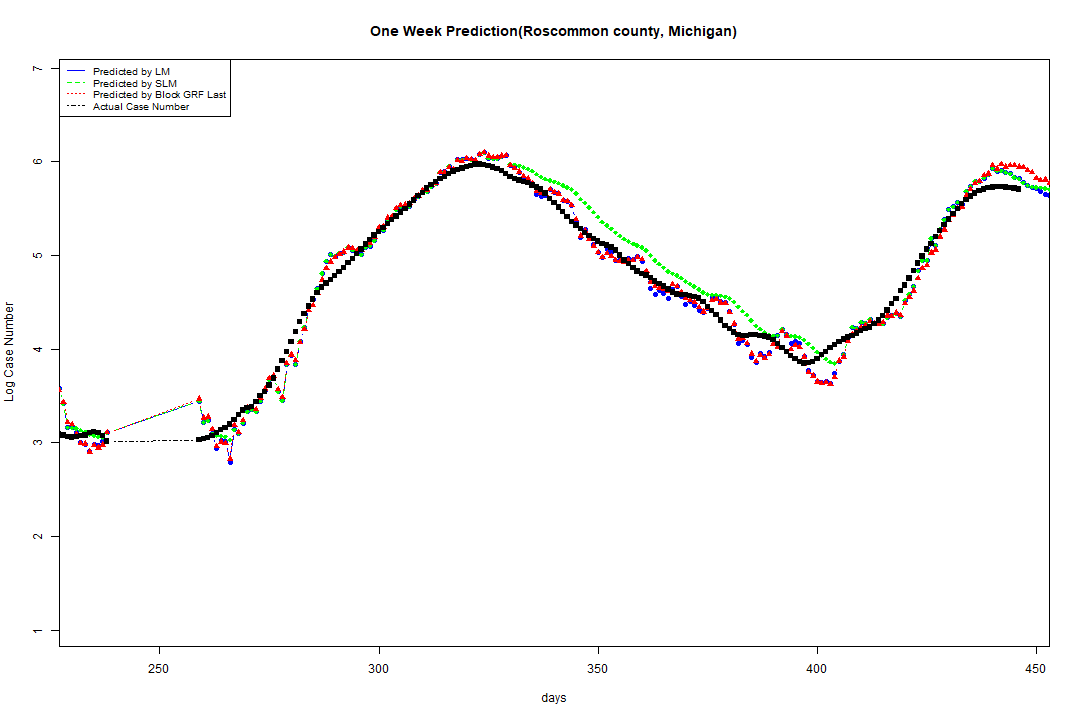 One Week Prediction(Roscommon county, Michigan)
Predicted by LM
Predicted by SLM
Predicted by Block GRF Last
Actual Case Number
7
6
5
4
3
2
1
Log Case Number
250 300 350 400 450
days